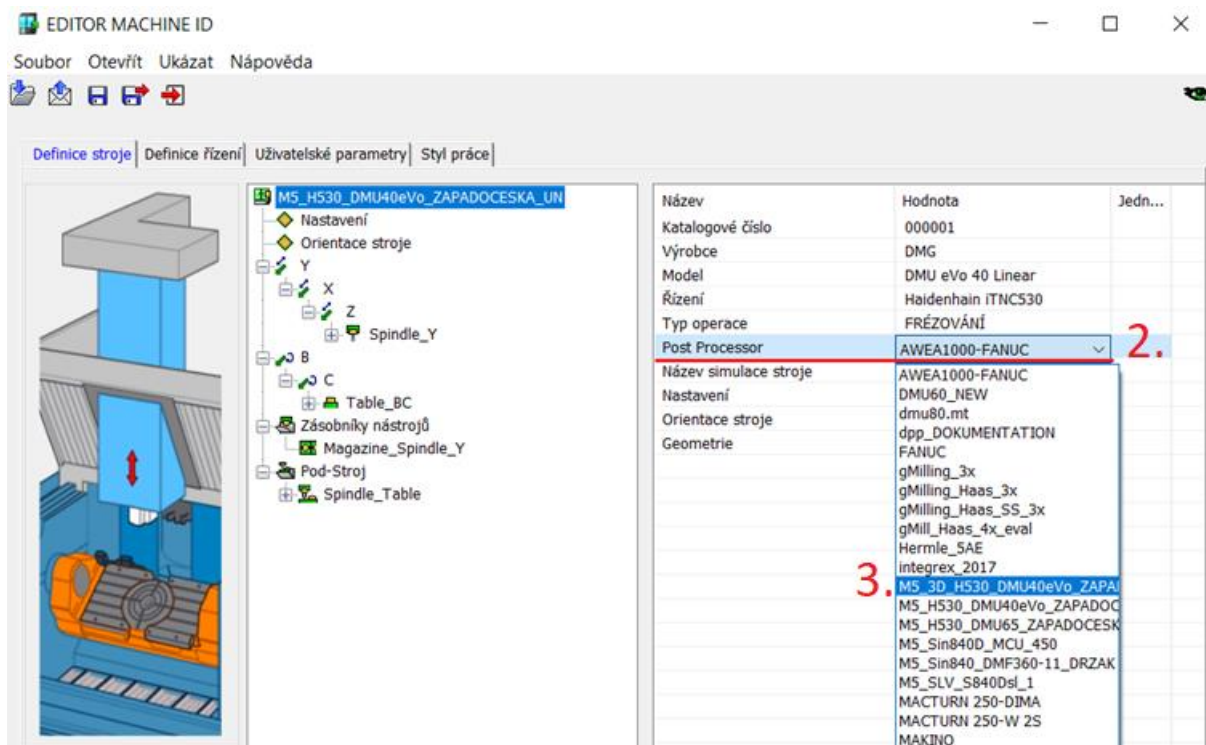 EDITOR MACHINE ID
Soubor Otevřít Ukázat Nápověda
Definice stroje Definice řízení Uživatelské parametry Styl práce
M5_H530_DMU40eVo_ZAPADOCESKA_UN
Nastavení
Orientace stroje
Y
X
Z
Spindle_Y
B
C
Table_BC
Zásobníky nástrojů
Magazine_Spindle_Y
Pod-Stroj
Spindle_Table
Název Hodnota Jedn...
Katalogové číslo 000001
Výrobce DMG
Model DMU eVo 40 Linear
Řízení Haidenhain iTNC530
Typ operace FRÉZOVÁNÍ
Post Processor AWEA1000-FANUC 2.
Název simulace stroje
Nastavení
Orientace stroje
Geometrie
AWEA1000-FANUC
DMU60_NEW
dmu80.mt
dpp_DOKUMENTATION
FANUC
gMilling_3x
gMilling_Haas_3x
gMilling_Haas_SS_3x
gMill_Haas_4x_eval
Hermle_5AE
integrex_2017
3. M5_3D_H530_DMU40eVo_ZAPA
M5_H530_DMU40eVo_ZAPADOC
M5_H530_DMU65_ZAPADOCESK
M5_Sin840D_MCU_450
M5_Sin840_DMF360-11_DRZAK
M5_SLV_S840Dsl_1
MACTURN 250-DIMA
MACTURN 250-W 2S
MAKINO